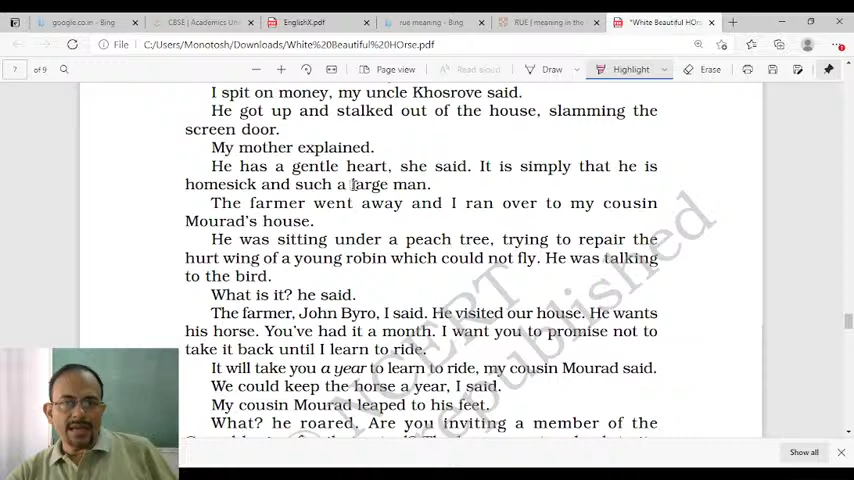 google.co.in - Bing
CBSE | Academics Uni
EnglishX.pdf
rue meaning - Bing
RUE | meaning in the
*White Beautiful HOrs
File
C:/Users/Monotosh/Downloads/White%20Beautiful%20HOrse.pdf
7 of 9
Page view
Read aloud
Draw
Highlight
Erase
I spit on money, my uncle Khosrove said.
He got up and stalked out of the house, slamming the
screen door.
My mother explained.
He has a gentle heart, she said. It is simply that he is
homesick and such a large man.
The farmer went away and I ran over to my cousin
Mourad's house.
He was sitting under a peach tree, trying to repair the
hurt wing of a young robin which could not fly. He was talking
to the bird.
What is it? he said.
The farmer, John Byro, I said. He visited our house. He wants
his horse. You've had it a month. I want you to promise not to
take it back until I learn to ride.
It will take you a year to learn to ride, my cousin Mourad said.
We could keep the horse a year, I said.
My cousin Mourad leaped to his feet.
What? he roared. Are you inviting a member of the
© NCERT
republished
Show all